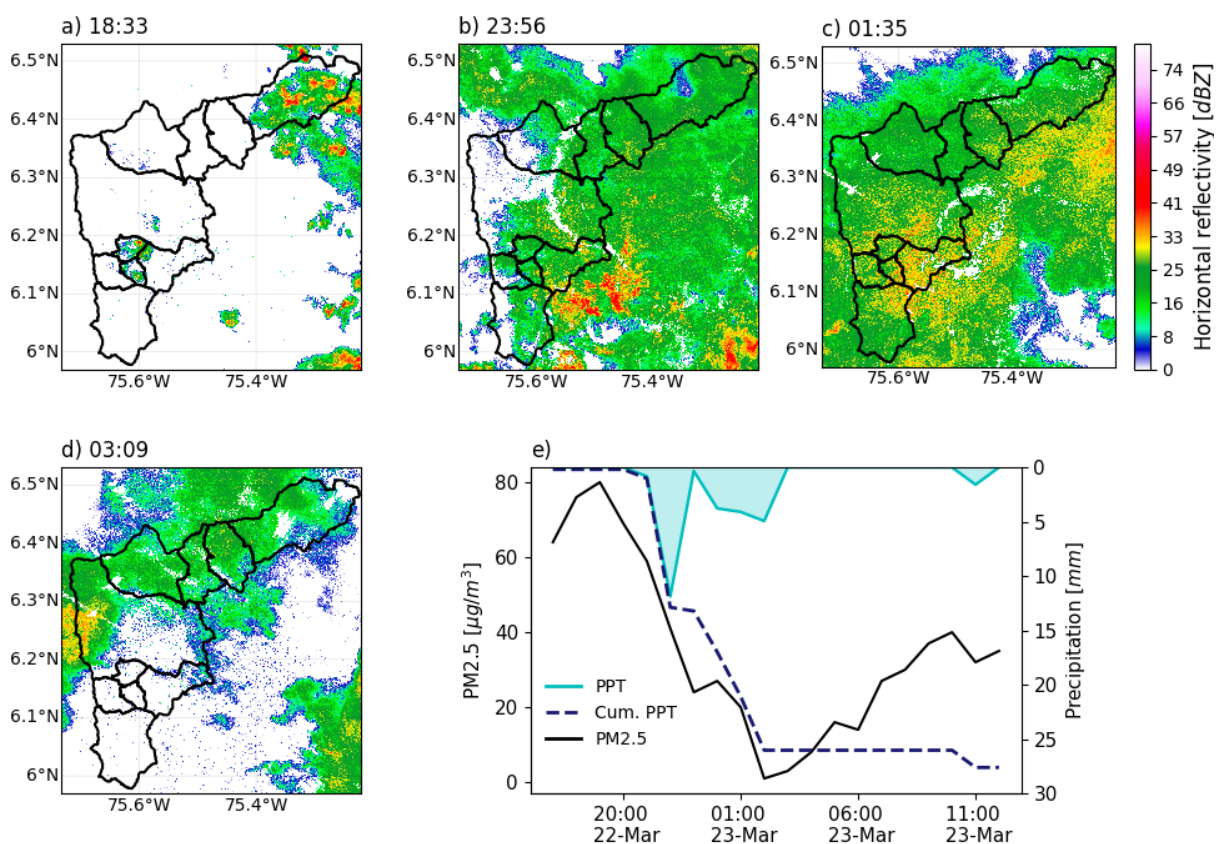 a) 18:33
b) 23:56
c) 01:35
6.5°N
6.4°N
6.3°N
6.2°N
6.1°N
6°N
75.6°W
75.4°W
6.5°N
6.4°N
6.3°N
6.2°N
6.1°N
6°N
75.6°W
75.4°W
6.5°N
6.4°N
6.3°N
6.2°N
6.1°N
6°N
75.6°W
75.4°W
74
66
57
49
41
33
25
16
8
0
Horizontal reflectivity [dBZ]
d) 03:09
6.5°N
6.4°N
6.3°N
6.2°N
6.1°N
6°N
75.6°W
75.4°W
e)
80
60
40
20
0
PM2.5 [μg/m³]
PPT
Cum. PPT
PM2.5
0
5
10
15
20
25
30
Precipitation [mm]
20:00
22-Mar
01:00
23-Mar
06:00
23-Mar
11:00
23-Mar